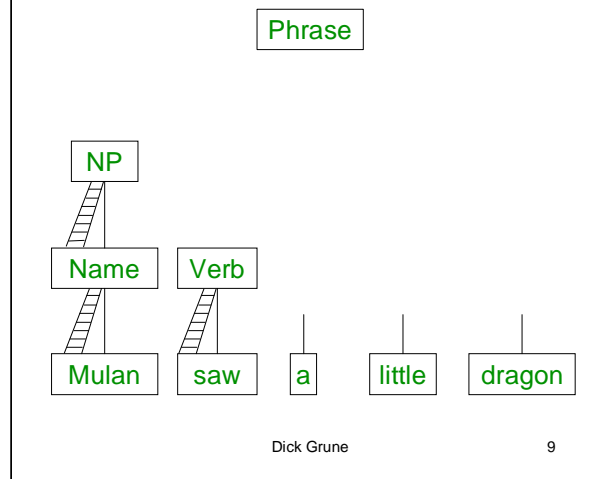 Phrase
NP
Name Verb
Mulan saw a little dragon
Dick Grune 9